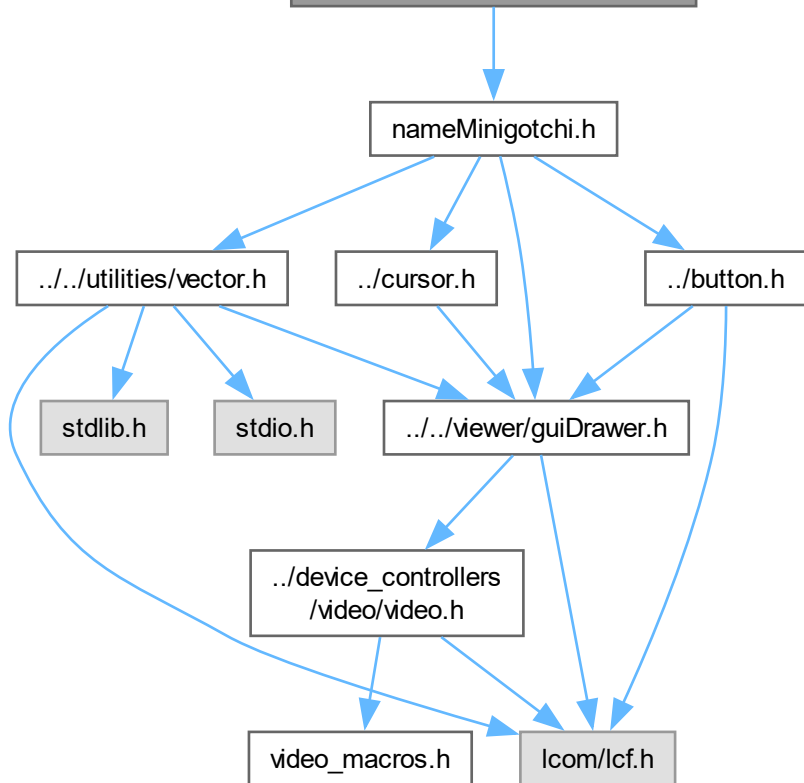 nameMinigotchi.h
../../utilities/vector.h
../cursor.h
../button.h
stdlib.h
stdio.h
../../viewer/guiDrawer.h
../device_controllers
/video/video.h
video_macros.h
lcom/lcf.h